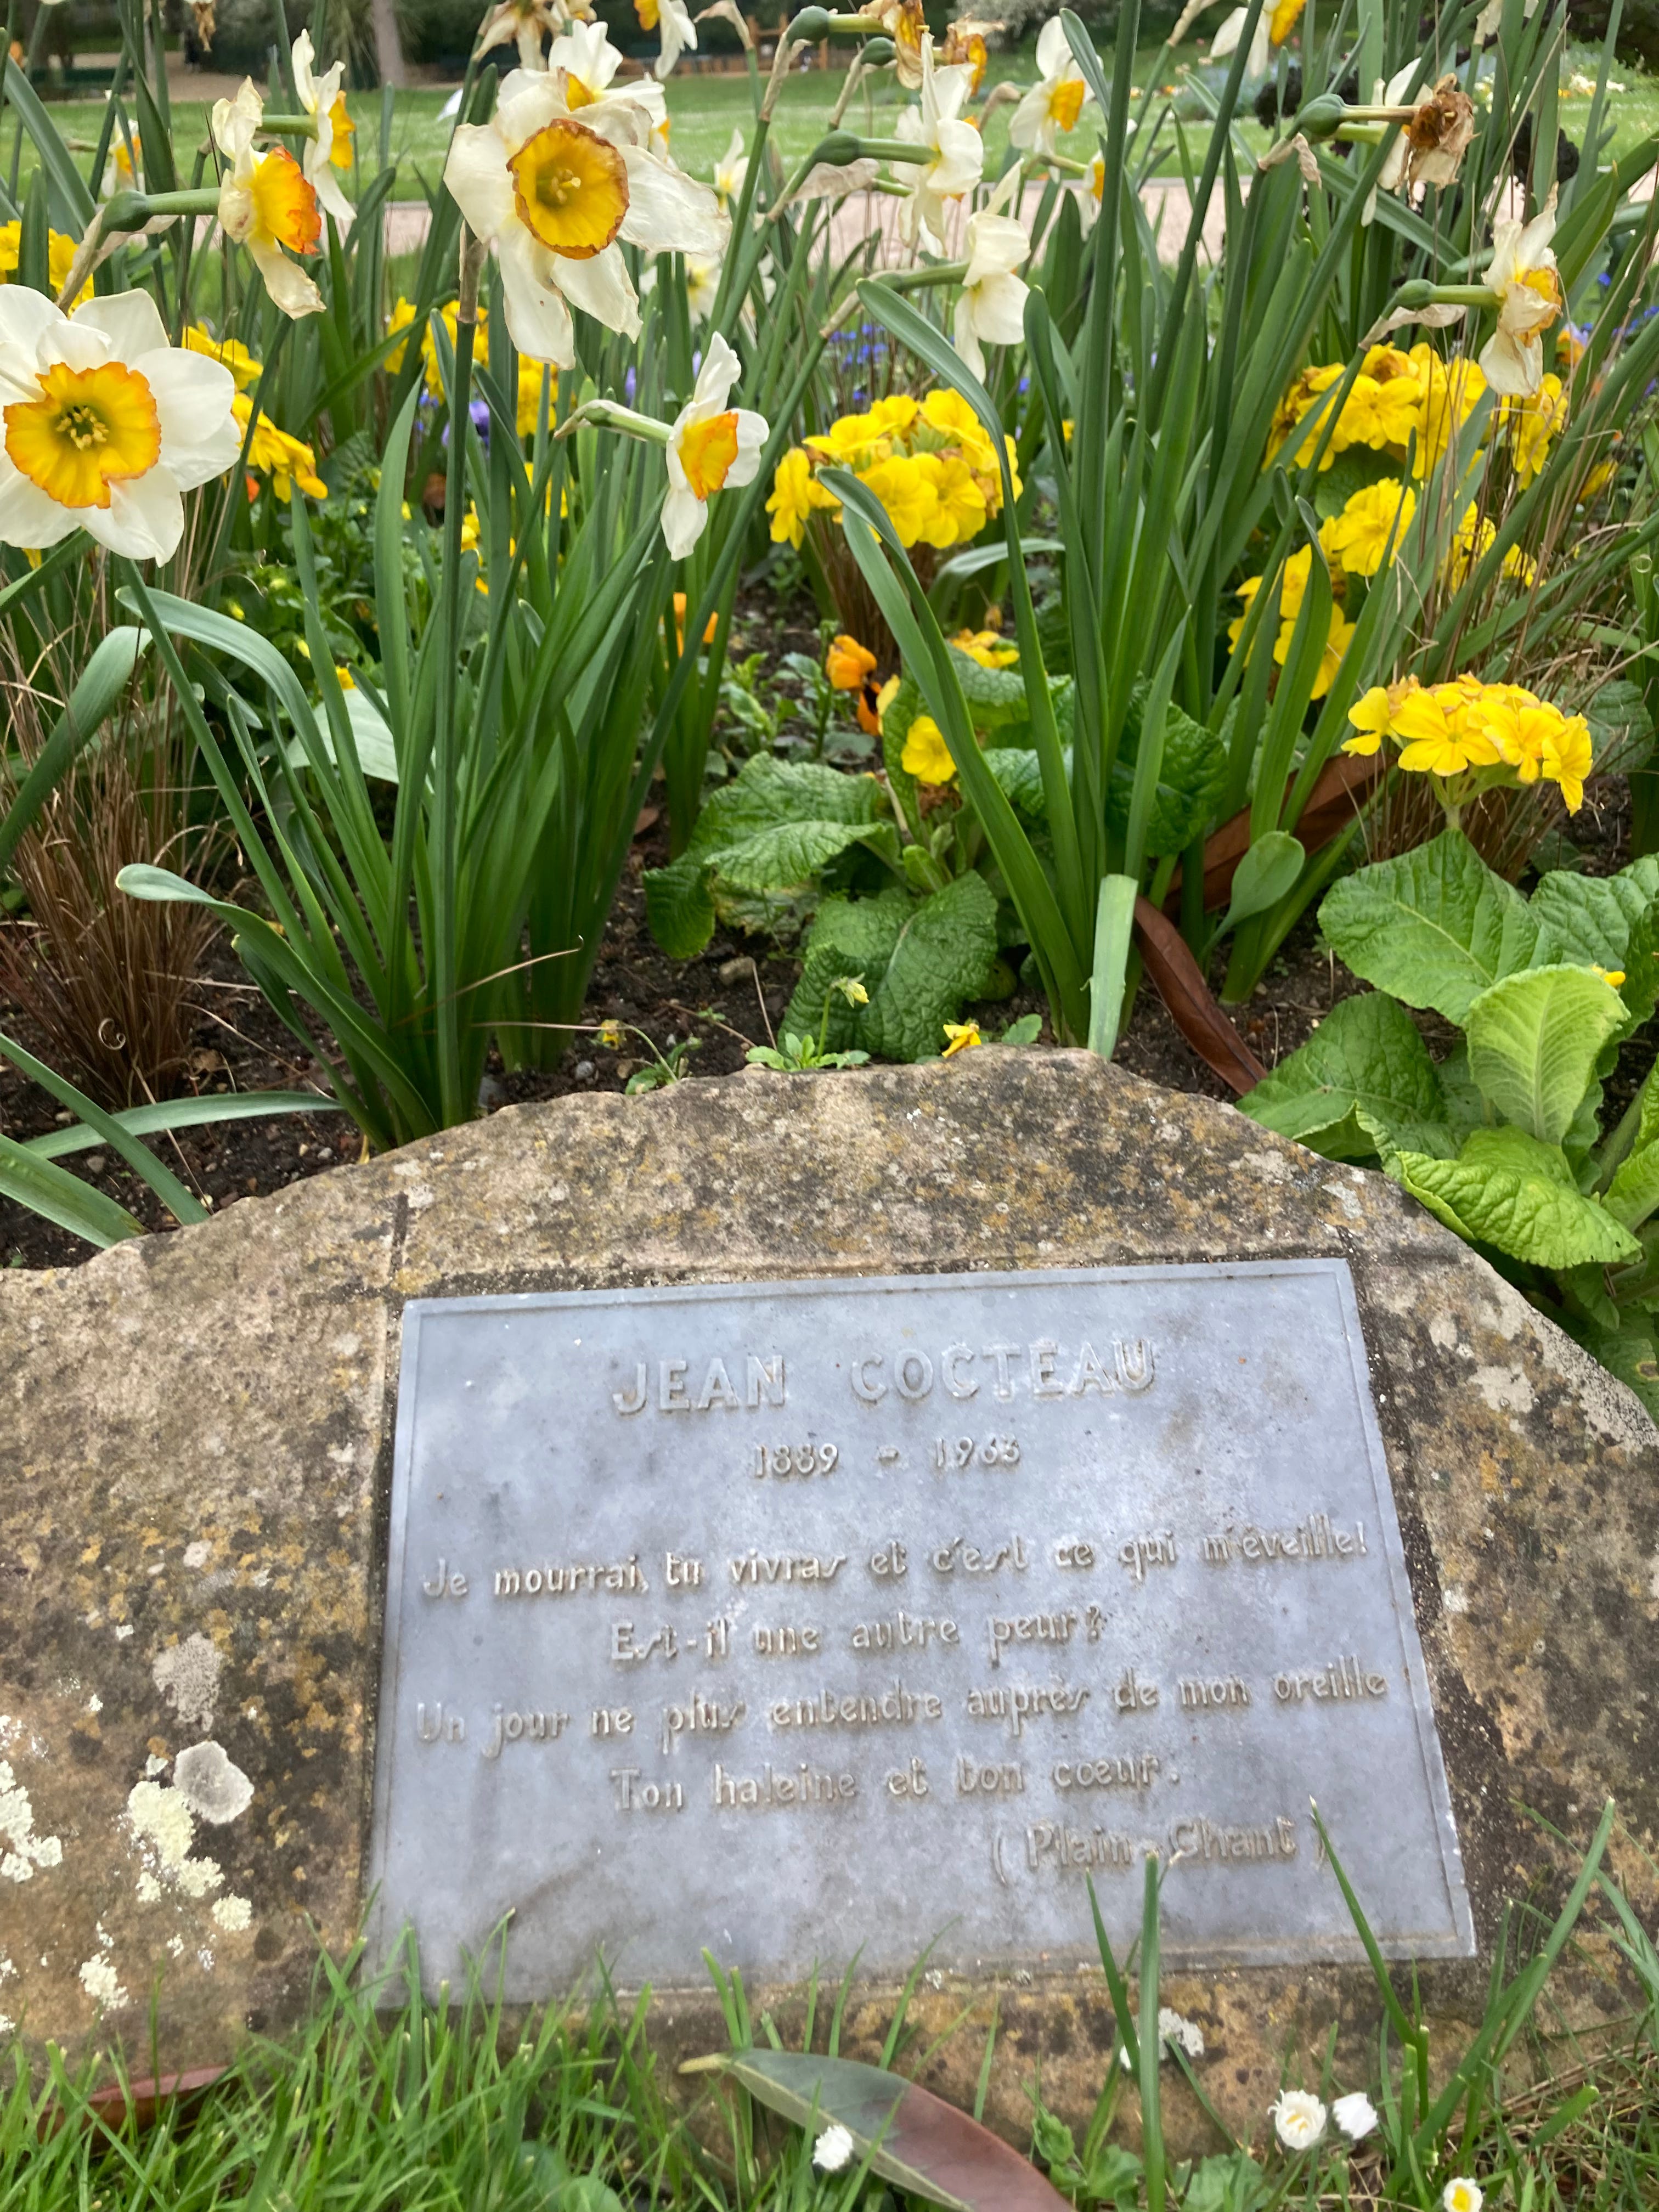 JEAN COCTEAU
1889 - 1963
Je mourrai, tu vivras et c'est ce qui m'éveille!
Est-il une autre peur?
Un jour ne plus entendre auprès de mon oreille
Ton haleine et ton cœur.
(Plain-Chant)